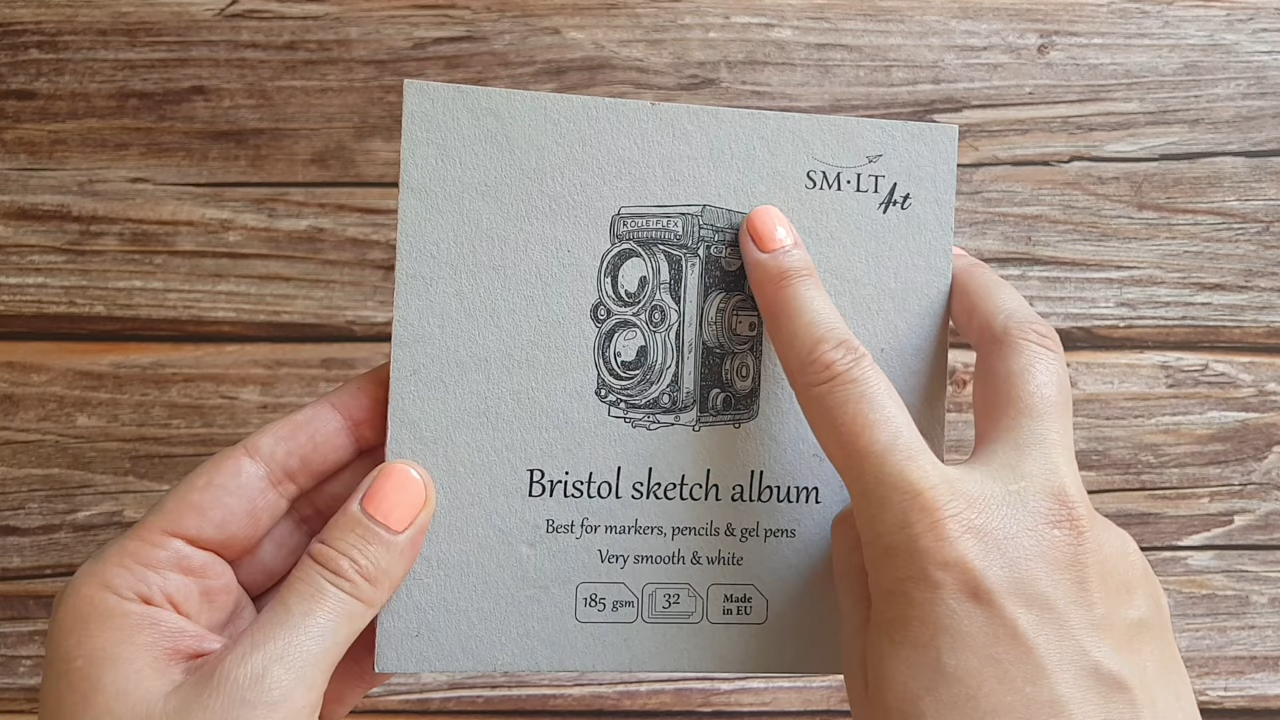 SM·LT
Art
ROLLEIFLEX
Bristol sketch album
Best for markers, pencils & gel pens
Very smooth & white
185 gsm
32
Made
in EU